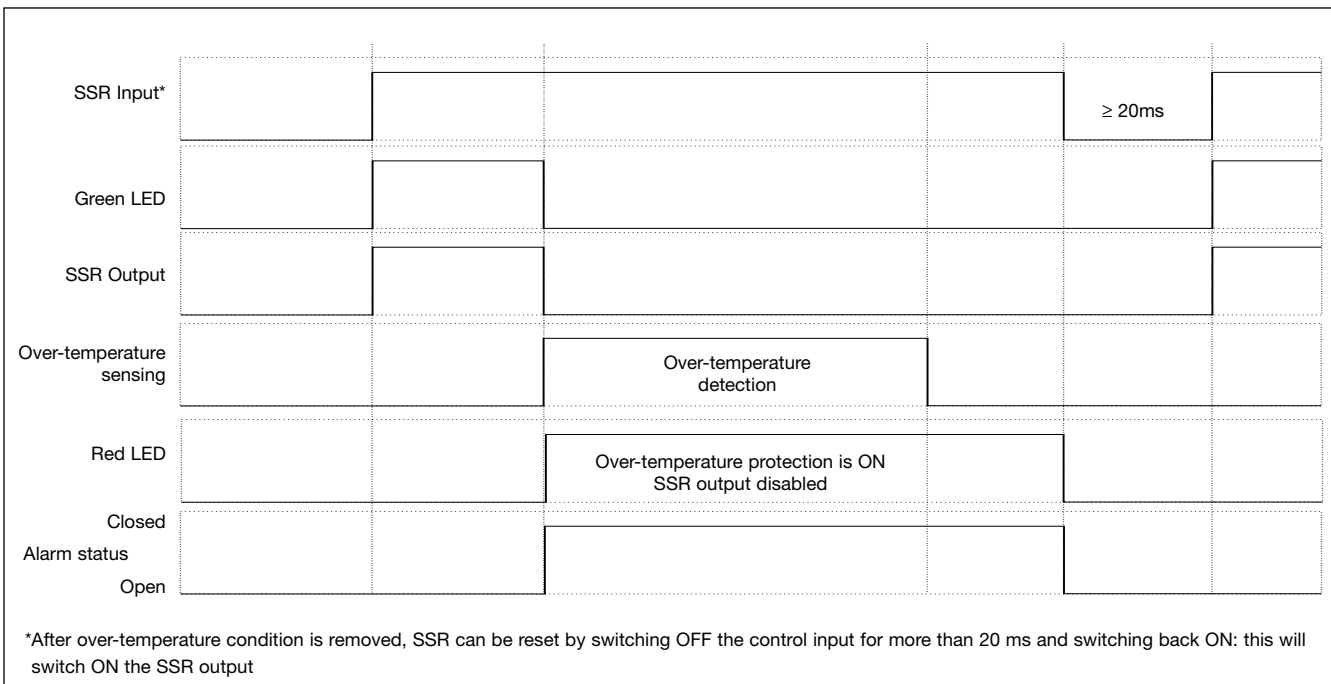 SSR Input*
≥ 20ms
Green LED
SSR Output
Over-temperature
sensing
Over-temperature
detection
Red LED
Over-temperature protection is ON
SSR output disabled
Closed
Alarm status
Open
*After over-temperature condition is removed, SSR can be reset by switching OFF the control input for more than 20 ms and switching back ON: this will
switch ON the SSR output